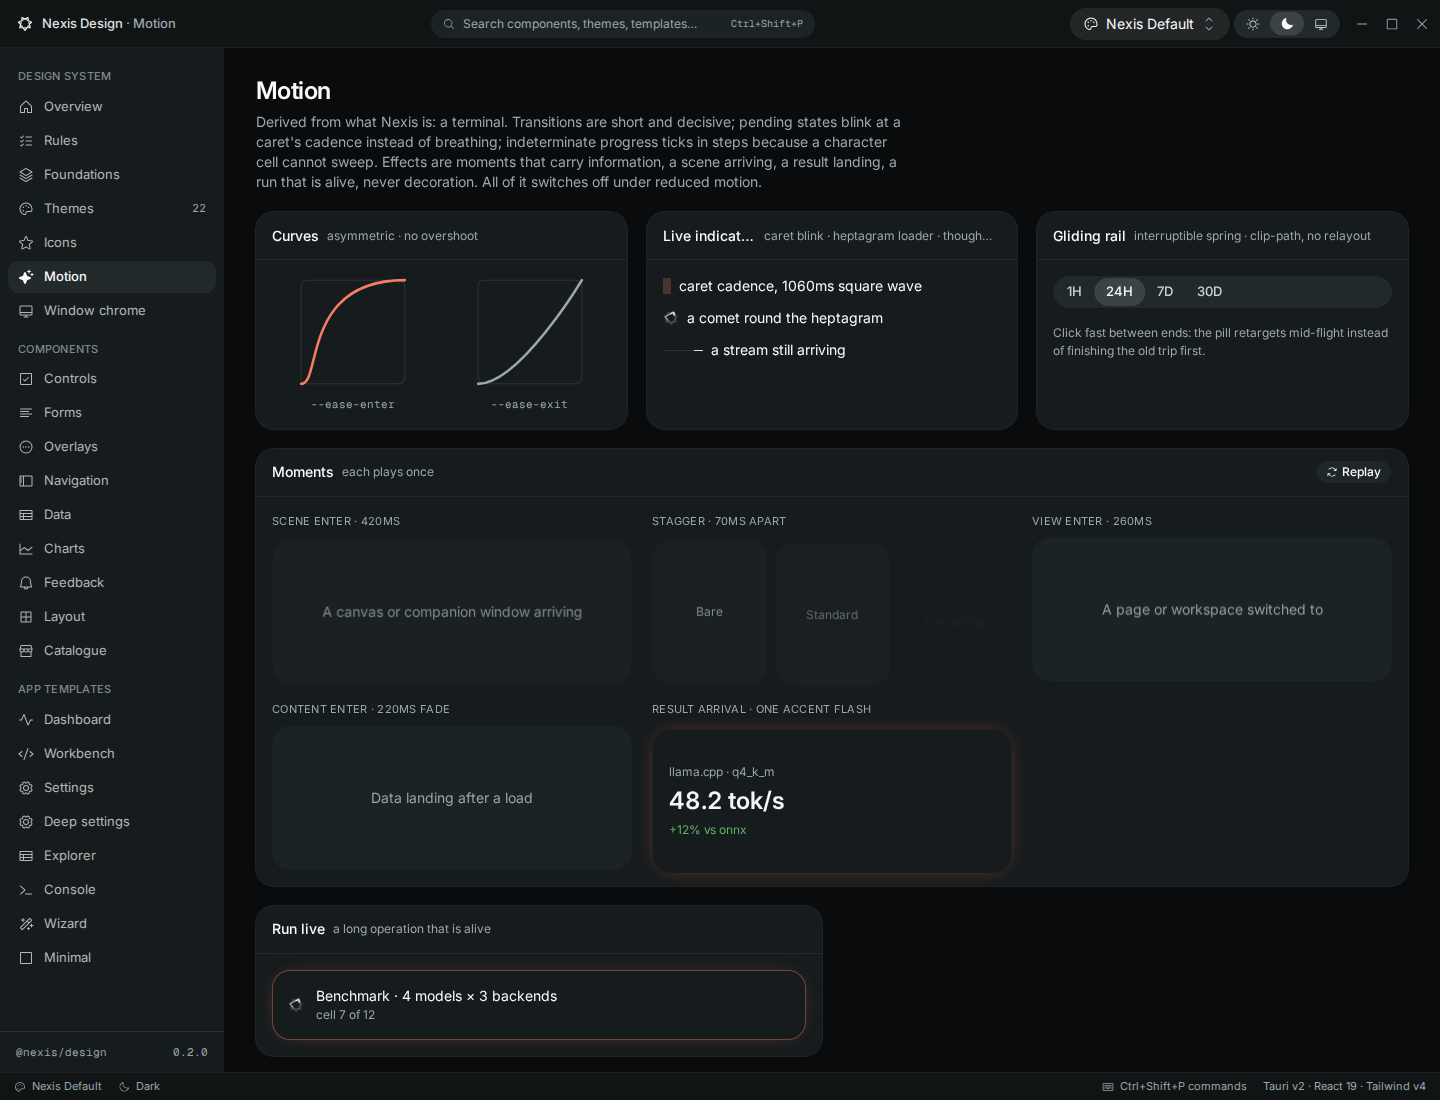 Nexis Design · Motion
Search components, themes, templates... Ctrl+Shift+P
Nexis Default
DESIGN SYSTEM
Overview
Rules
Foundations
Themes 22
Icons
Motion
Window chrome
COMPONENTS
Controls
Forms
Overlays
Navigation
Data
Charts
Feedback
Layout
Catalogue
APP TEMPLATES
Dashboard
Workbench
Settings
Deep settings
Explorer
Console
Wizard
Minimal
@nexis/design 0.2.0
Motion
Derived from what Nexis is: a terminal. Transitions are short and decisive; pending states blink at a
caret's cadence instead of breathing; indeterminate progress ticks in steps because a character
cell cannot sweep. Effects are moments that carry information, a scene arriving, a result landing, a
run that is alive, never decoration. All of it switches off under reduced motion.
Curves asymmetric · no overshoot
--ease-enter
--ease-exit
Live indicat... caret blink · heptagram loader · though...
caret cadence, 1060ms square wave
a comet round the heptagram
a stream still arriving
Gliding rail interruptible spring · clip-path, no relayout
1H 24H 7D 30D
Click fast between ends: the pill retargets mid-flight instead
of finishing the old trip first.
Moments each plays once
Replay
SCENE ENTER · 420MS
A canvas or companion window arriving
STAGGER · 70MS APART
Bare
Standard
VIEW ENTER · 260MS
A page or workspace switched to
CONTENT ENTER · 220MS FADE
Data landing after a load
RESULT ARRIVAL · ONE ACCENT FLASH
llama.cpp · q4_k_m
48.2 tok/s
+12% vs onnx
Run live a long operation that is alive
Benchmark · 4 models × 3 backends
cell 7 of 12
Nexis Default Dark
Ctrl+Shift+P commands Tauri v2 · React 19 · Tailwind v4